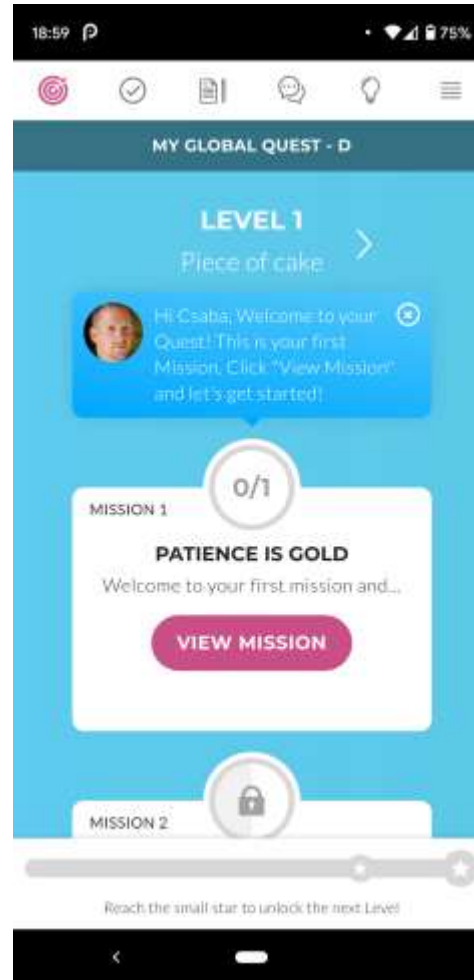 18:59
75%
MY GLOBAL QUEST - D
LEVEL 1
Piece of cake
Hi Csaba, Welcome to your
Quest! This is your first
Mission, Click "View Mission"
and let's get started!
0/1
MISSION 1
PATIENCE IS GOLD
Welcome to your first mission and...
VIEW MISSION
MISSION 2
Reach the small star to unlock the next Level